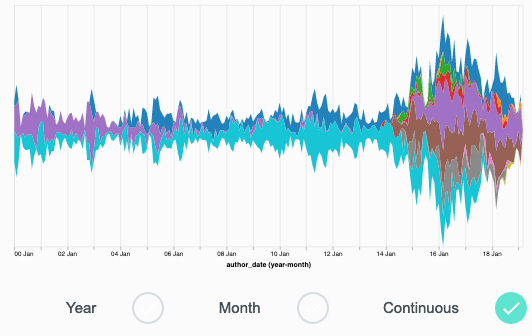 00 Jan 02 Jan 04 Jan 06 Jan 08 Jan 10 Jan 12 Jan 14 Jan 16 Jan 18 Jan
author_date (year-month)
Year Month Continuous